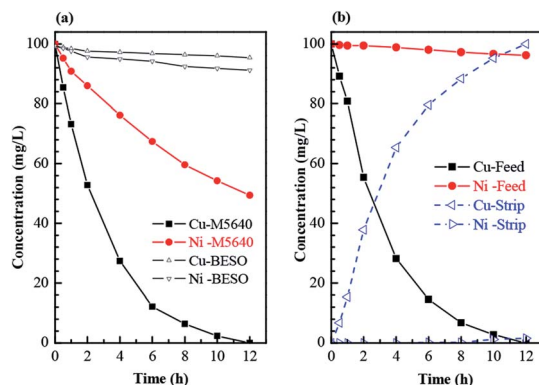 (a)
Concentration (mg/L)
100
80
60
40
20
0
Cu-M5640
Ni -M5640
Cu-BESO
Ni -BESO
0 2 4 6 8 10 12
Time (h)
(b)
Concentration (mg/L)
100
80
60
40
20
0
Cu-Feed
Ni -Feed
Cu-Strip
Ni -Strip
0 2 4 6 8 10 12
Time (h)